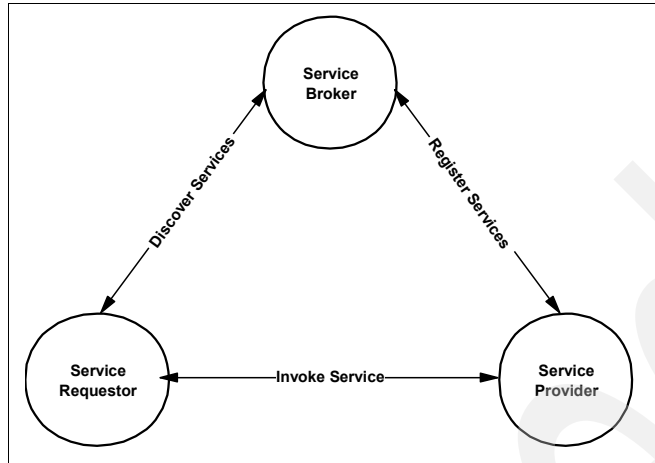 Service
Broker
Discover Services
Register Services
Service
Requestor
Invoke Service
Service
Provider